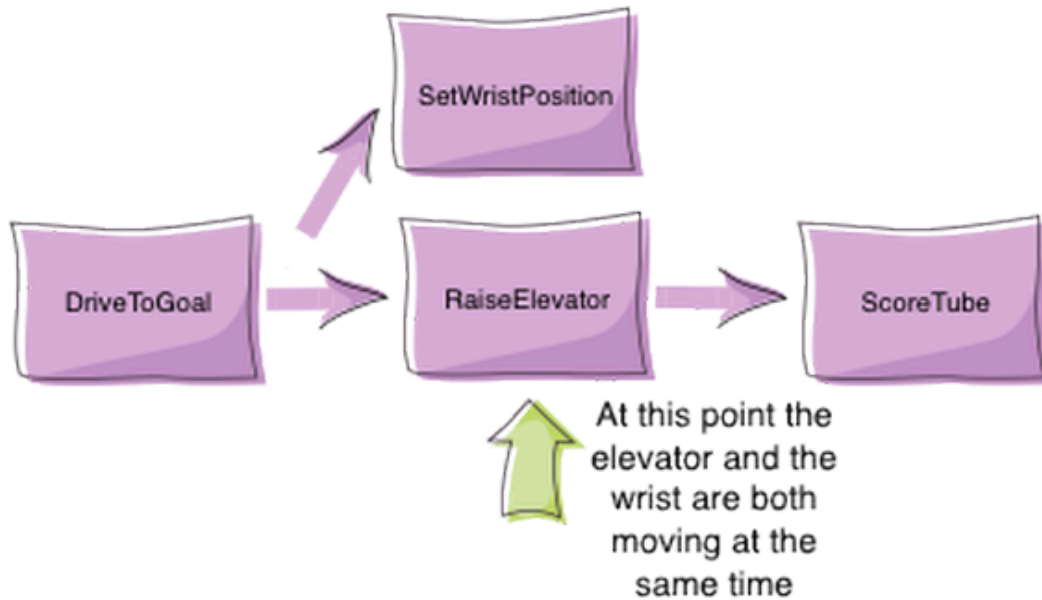 SetWristPosition
DriveToGoal
RaiseElevator
ScoreTube
At this point the
elevator and the
wrist are both
moving at the
same time